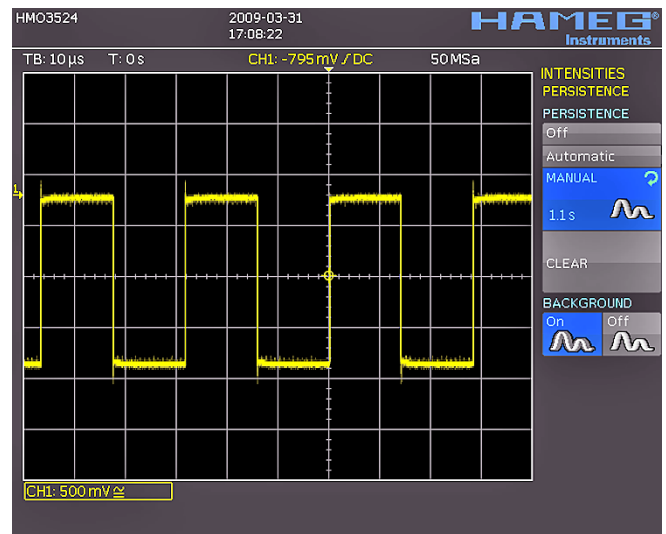 HMO3524
2009-03-31
17:08:22
HAMEG®
Instruments
TB: 10 µs T: 0 s CH1: -795 mV ⎍ DC 50 MSa
INTENSITIES
PERSISTENCE
PERSISTENCE
Off
Automatic
MANUAL
1.1 s
CLEAR
BACKGROUND
On Off
1
CH1: 500 mV ≅